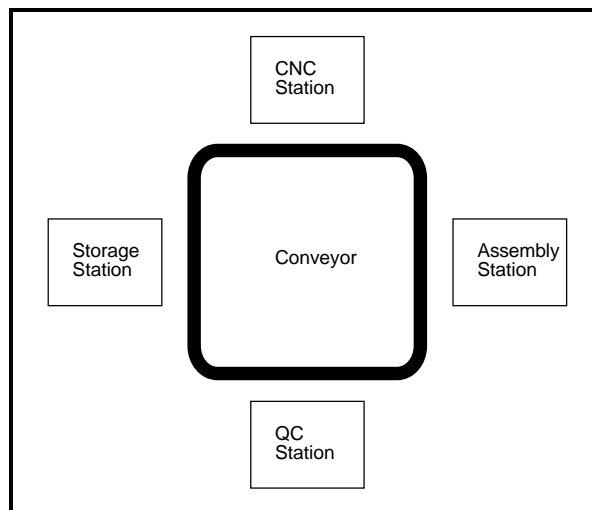 CNC
Station
Storage
Station
Conveyor
Assembly
Station
QC
Station